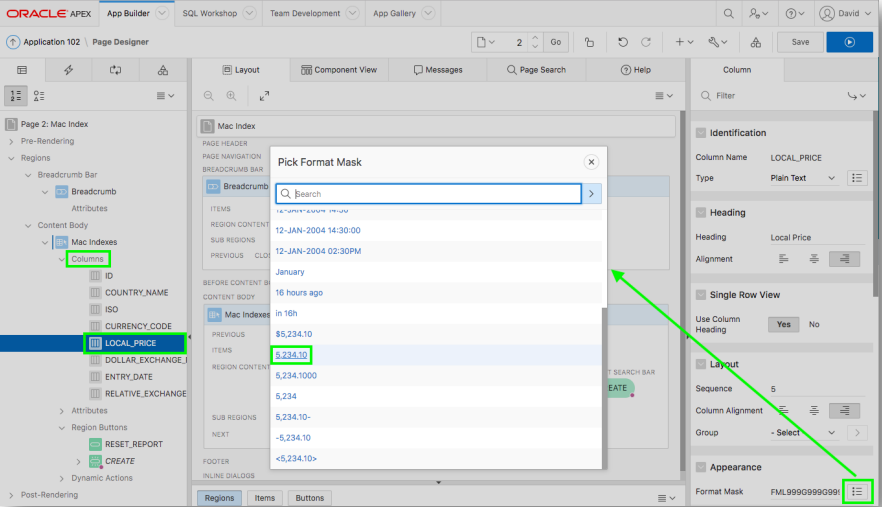 ORACLE APEX App Builder SQL Workshop Team Development App Gallery David
Application 102 \ Page Designer 2 Go Save
Layout Component View Messages Page Search Help Column
Filter
Page 2: Mac Index
Pre-Rendering
Regions
Breadcrumb Bar
Breadcrumb
Attributes
Content Body
Mac Indexes
Columns
ID
COUNTRY_NAME
ISO
CURRENCY_CODE
LOCAL_PRICE
DOLLAR_EXCHANGE_
ENTRY_DATE
RELATIVE_EXCHANGE
Attributes
Region Buttons
RESET_REPORT
CREATE
Dynamic Actions
Post-Rendering
Mac Index
PAGE HEADER
PAGE NAVIGATION
BREADCRUMB BAR
Breadcrumb
ITEMS
REGION CONTENT
SUB REGIONS
PREVIOUS CLO
BEFORE CONTENT B
CONTENT BODY
Mac Indexes
PREVIOUS
ITEMS
REGION CONTENT
T SEARCH BAR
EATE
SUB REGIONS
NEXT
FOOTER
INLINE DIALOGS
Regions Items Buttons
Pick Format Mask
Search
12-JAN-2004 14:30
12-JAN-2004 14:30:00
12-JAN-2004 02:30PM
January
16 hours ago
in 16h
$5,234.10
5,234.10
5,234.1000
5,234
5,234.10-
-5,234.10
<5,234.10>
Identification
Column Name LOCAL_PRICE
Type Plain Text
Heading
Heading Local Price
Alignment
Single Row View
Use Column
Heading Yes No
Layout
Sequence 5
Column Alignment
Group - Select
Appearance
Format Mask FML999G999G99